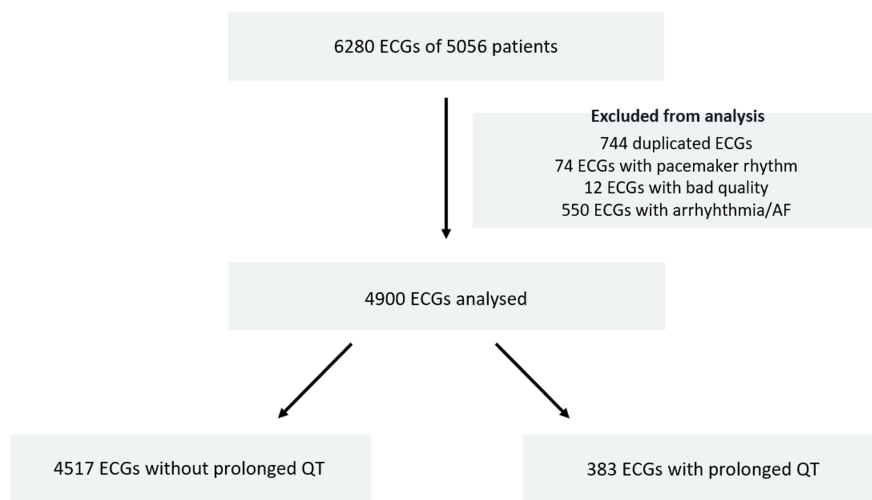 6280 ECGs of 5056 patients
Excluded from analysis
744 duplicated ECGs
74 ECGs with pacemaker rhythm
12 ECGs with bad quality
550 ECGs with arrhyhthmia/AF
4900 ECGs analysed
4517 ECGs without prolonged QT
383 ECGs with prolonged QT